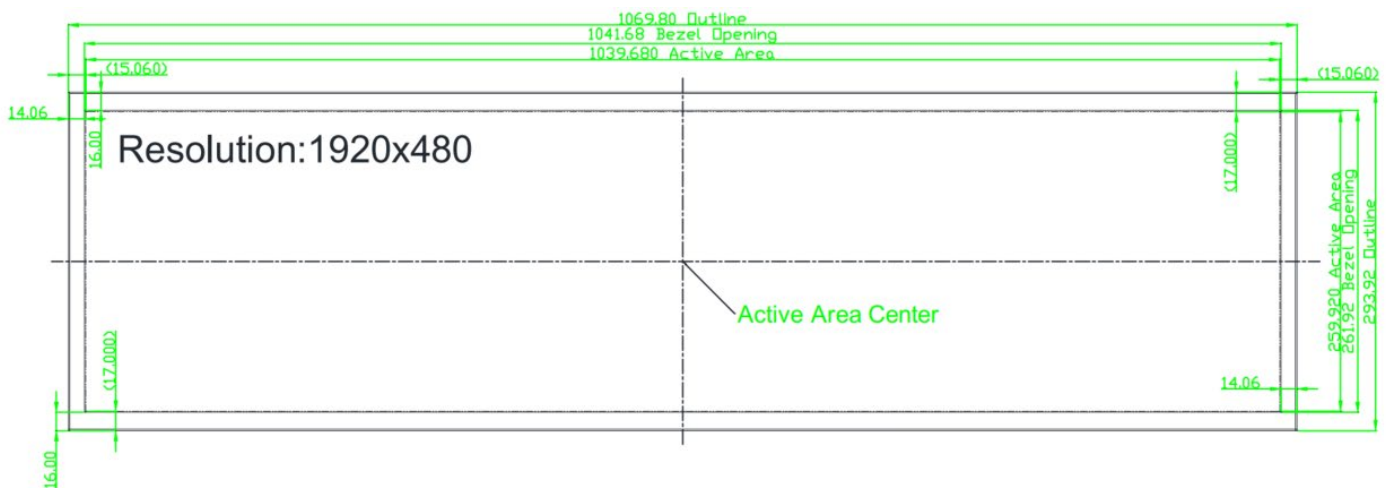 1069.80 Outline
1041.68 Bezel Opening
1039.680 Active Area
(15.060)
(15.060)
14.06
16.00
Resolution:1920x480
(17.000)
259.920 Active Area
261.92 Bezel Opening
293.92 Outline
Active Area Center
(17.000)
14.06
16.00